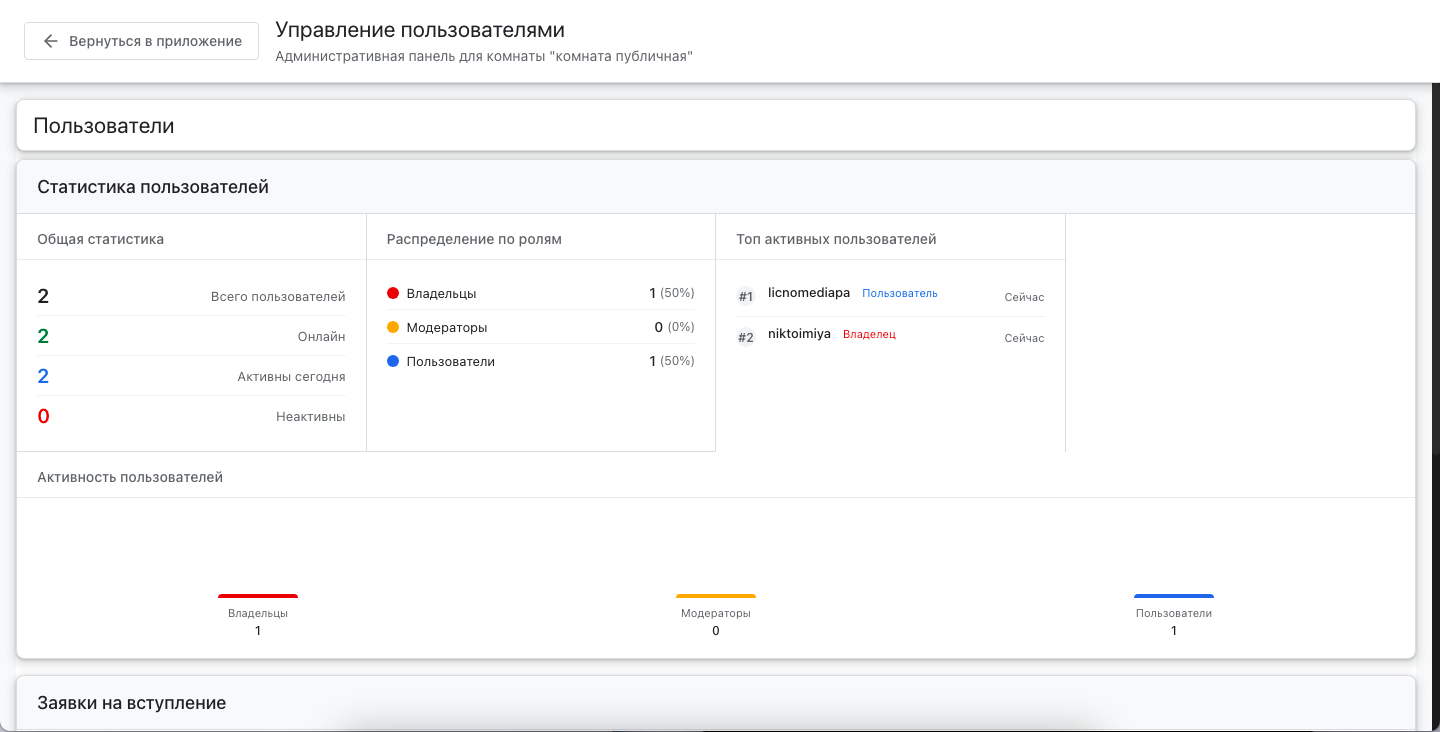 Вернуться в приложение
Управление пользователями
Административная панель для комнаты "комната публичная"
Пользователи
Статистика пользователей
Общая статистика
2 Всего пользователей
2 Онлайн
2 Активны сегодня
0 Неактивны
Распределение по ролям
Владельцы 1 (50%)
Модераторы 0 (0%)
Пользователи 1 (50%)
Топ активных пользователей
#1 licnomediapa Пользователь Сейчас
#2 niktoimiya Владелец Сейчас
Активность пользователей
Владельцы
1
Модераторы
0
Пользователи
1
Заявки на вступление